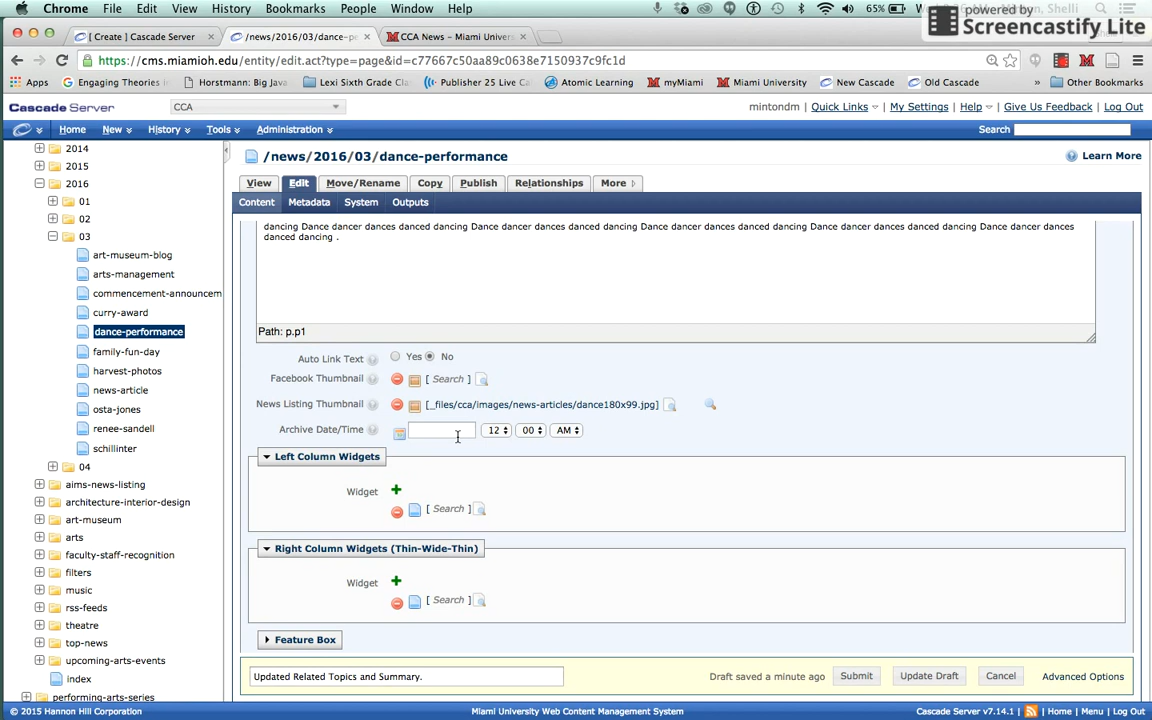 Chrome File Edit View History Bookmarks People Window Help 65%
powered by
Screencastify Lite
[ Create ] Cascade Server
/news/2016/03/dance-p
CCA News – Miami Univers
https://cms.miamioh.edu/entity/edit.act?type=page&id=c77667c50aa89c0638e7150937c9fc1d
Apps Engaging Theories i Horstmann: Big Java Lexi Sixth Grade Cla Publisher 25 Live Ca Atomic Learning myMiami Miami University New Cascade Old Cascade » Other Bookmarks
Cascade Server CCA mintondm Quick Links My Settings Help Give Us Feedback Log Out
Home New History Tools Administration Search
2014
2015
2016
01
02
03
art-museum-blog
arts-management
commencement-announcem
curry-award
dance-performance
family-fun-day
harvest-photos
news-article
osta-jones
renee-sandell
schillinter
04
aims-news-listing
architecture-interior-design
art-museum
arts
faculty-staff-recognition
filters
music
rss-feeds
theatre
top-news
upcoming-arts-events
index
performing-arts-series
/news/2016/03/dance-performance Learn More
View Edit Move/Rename Copy Publish Relationships More
Content Metadata System Outputs
dancing Dance dancer dances danced dancing Dance dancer dances danced dancing Dance dancer dances danced dancing Dance dancer dances danced dancing Dance dancer dances
danced dancing .
Path: p.p1
Auto Link Text Yes No
Facebook Thumbnail [ Search ]
News Listing Thumbnail [_files/cca/images/news-articles/dance180x99.jpg]
Archive Date/Time 12 00 AM
Left Column Widgets
Widget
[ Search ]
Right Column Widgets (Thin-Wide-Thin)
Widget
[ Search ]
Feature Box
Updated Related Topics and Summary. Draft saved a minute ago Submit Update Draft Cancel Advanced Options
© 2015 Hannon Hill Corporation Miami University Web Content Management System Cascade Server v7.14.1 | Home | Menu | Log Out